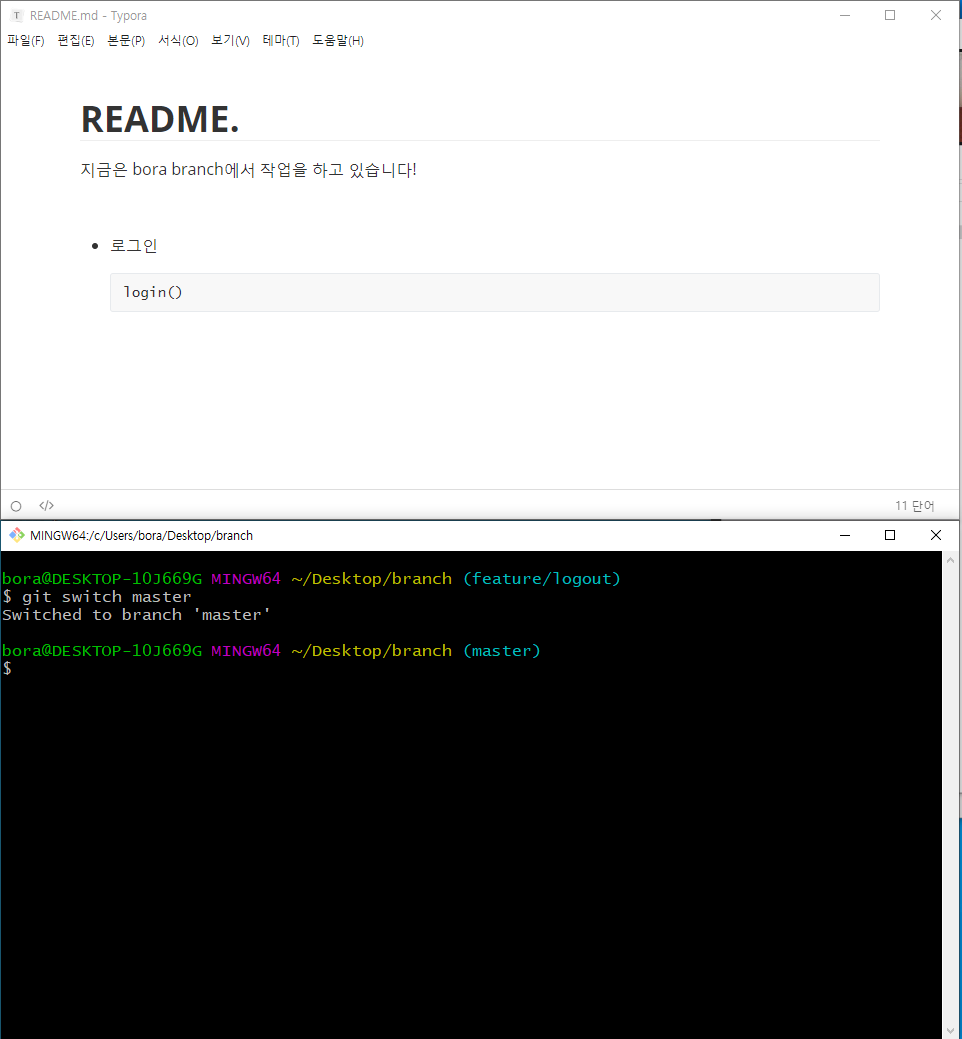 README.md - Typora
파일(F) 편집(E) 본문(P) 서식(O) 보기(V) 테마(T) 도움말(H)
README.
지금은 bora branch에서 작업을 하고 있습니다!
로그인
login()
11 단어
MINGW64:/c/Users/bora/Desktop/branch
bora@DESKTOP-1OJ669G MINGW64 ~/Desktop/branch (feature/logout)
$ git switch master
Switched to branch 'master'
bora@DESKTOP-1OJ669G MINGW64 ~/Desktop/branch (master)
$